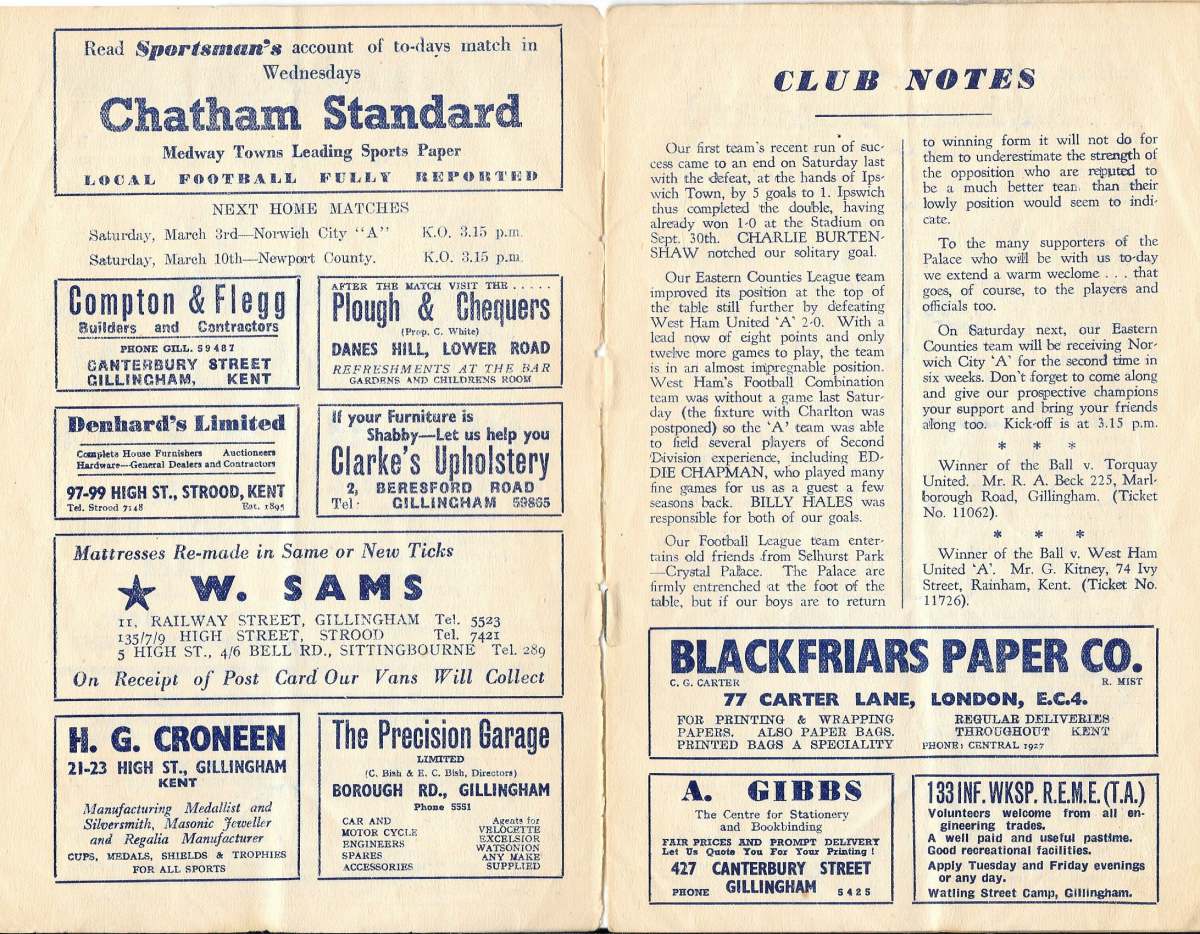 Read Sportsman's account of to-days match in
Wednesdays
Chatham Standard
Medway Towns Leading Sports Paper
LOCAL FOOTBALL FULLY REPORTED
NEXT HOME MATCHES
Saturday, March 3rd—Norwich City "A" K.O. 3.15 p.m.
Saturday, March 10th—Newport County. K.O. 3.15 p.m.
Compton & Flegg
Builders and Contractors
PHONE GILL. 59487
CANTERBURY STREET
GILLINGHAM, KENT
AFTER THE MATCH VISIT THE .....
Plough & Chequers
(Prop. C. White)
DANES HILL, LOWER ROAD
REFRESHMENTS AT THE BAR
GARDENS AND CHILDRENS ROOM
Denhard's Limited
Complete House Furnishers Auctioneers
Hardware—General Dealers and Contractors
97-99 HIGH ST., STROOD, KENT
Tel. Strood 7148 Est. 1895
If your Furniture is
Shabby—Let us help you
Clarke's Upholstery
2, BERESFORD ROAD
Tel· GILLINGHAM 59865
Mattresses Re-made in Same or New Ticks
W. SAMS
11, RAILWAY STREET, GILLINGHAM Tel. 5523
135/7/9 HIGH STREET, STROOD Tel. 7421
5 HIGH ST., 4/6 BELL RD., SITTINGBOURNE Tel. 289
On Receipt of Post Card Our Vans Will Collect
H. G. CRONEEN
21-23 HIGH ST., GILLINGHAM
KENT
Manufacturing Medallist and
Silversmith, Masonic Jeweller
and Regalia Manufacturer
CUPS, MEDALS, SHIELDS & TROPHIES
FOR ALL SPORTS
The Precision Garage
LIMITED
(C. Bish & E. C. Bish, Directors)
BOROUGH RD., GILLINGHAM
Phone 5551
CAR AND
MOTOR CYCLE
ENGINEERS
SPARES
ACCESSORIES
Agents for
VELOCETTE
EXCELSIOR
WATSONION
ANY MAKE
SUPPLIED
CLUB NOTES
Our first team's recent run of suc-
cess came to an end on Saturday last
with the defeat, at the hands of Ips-
wich Town, by 5 goals to 1. Ipswich
thus completed the double, having
already won 1-0 at the Stadium on
Sept. 30th. CHARLIE BURTEN-
SHAW notched our solitary goal.
Our Eastern Counties League team
improved its position at the top of
the table still further by defeating
West Ham United 'A' 2-0. With a
lead now of eight points and only
twelve more games to play, the team
is in an almost impregnable position.
West Ham's Football Combination
team was without a game last Satur-
day (the fixture with Charlton was
postponed) so the 'A' team was able
to field several players of Second
Division experience, including ED-
DIE CHAPMAN, who played many
fine games for us as a guest a few
seasons back. BILLY HALES was
responsible for both of our goals.
Our Football League team enter-
tains old friends from Selhurst Park
—Crystal Palace. The Palace are
firmly entrenched at the foot of the
table, but if our boys are to return
to winning form it will not do for
them to underestimate the strength of
the opposition who are reputed to
be a much better team than their
lowly position would seem to indi-
cate.
To the many supporters of the
Palace who will be with us to-day
we extend a warm weclome . . . that
goes, of course, to the players and
officials too.
On Saturday next, our Eastern
Counties team will be receiving Nor-
wich City 'A' for the second time in
six weeks. Don't forget to come along
and give our prospective champions
your support and bring your friends
along too. Kick-off is at 3.15 p.m.
* * *
Winner of the Ball v. Torquay
United. Mr. R. A. Beck 225, Marl-
borough Road, Gillingham. (Ticket
No. 11062).
* * *
Winner of the Ball v. West Ham
United 'A'. Mr. G. Kitney, 74 Ivy
Street, Rainham, Kent. (Ticket No.
11726).
BLACKFRIARS PAPER CO.
C. G. CARTER R. MIST
77 CARTER LANE, LONDON, E.C.4.
FOR PRINTING & WRAPPING
PAPERS. ALSO PAPER BAGS.
PRINTED BAGS A SPECIALITY
REGULAR DELIVERIES
THROUGHOUT KENT
PHONE: CENTRAL 1927
A. GIBBS
The Centre for Stationery
and Bookbinding
FAIR PRICES AND PROMPT DELIVERY
Let Us Quote You For Your Printing!
427 CANTERBURY STREET
GILLINGHAM
PHONE 5425
133 INF. WKSP. R.E.M.E. (T.A.)
Volunteers welcome from all en-
gineering trades.
A well paid and useful pastime.
Good recreational facilities.
Apply Tuesday and Friday evenings
or any day.
Watling Street Camp, Gillingham.